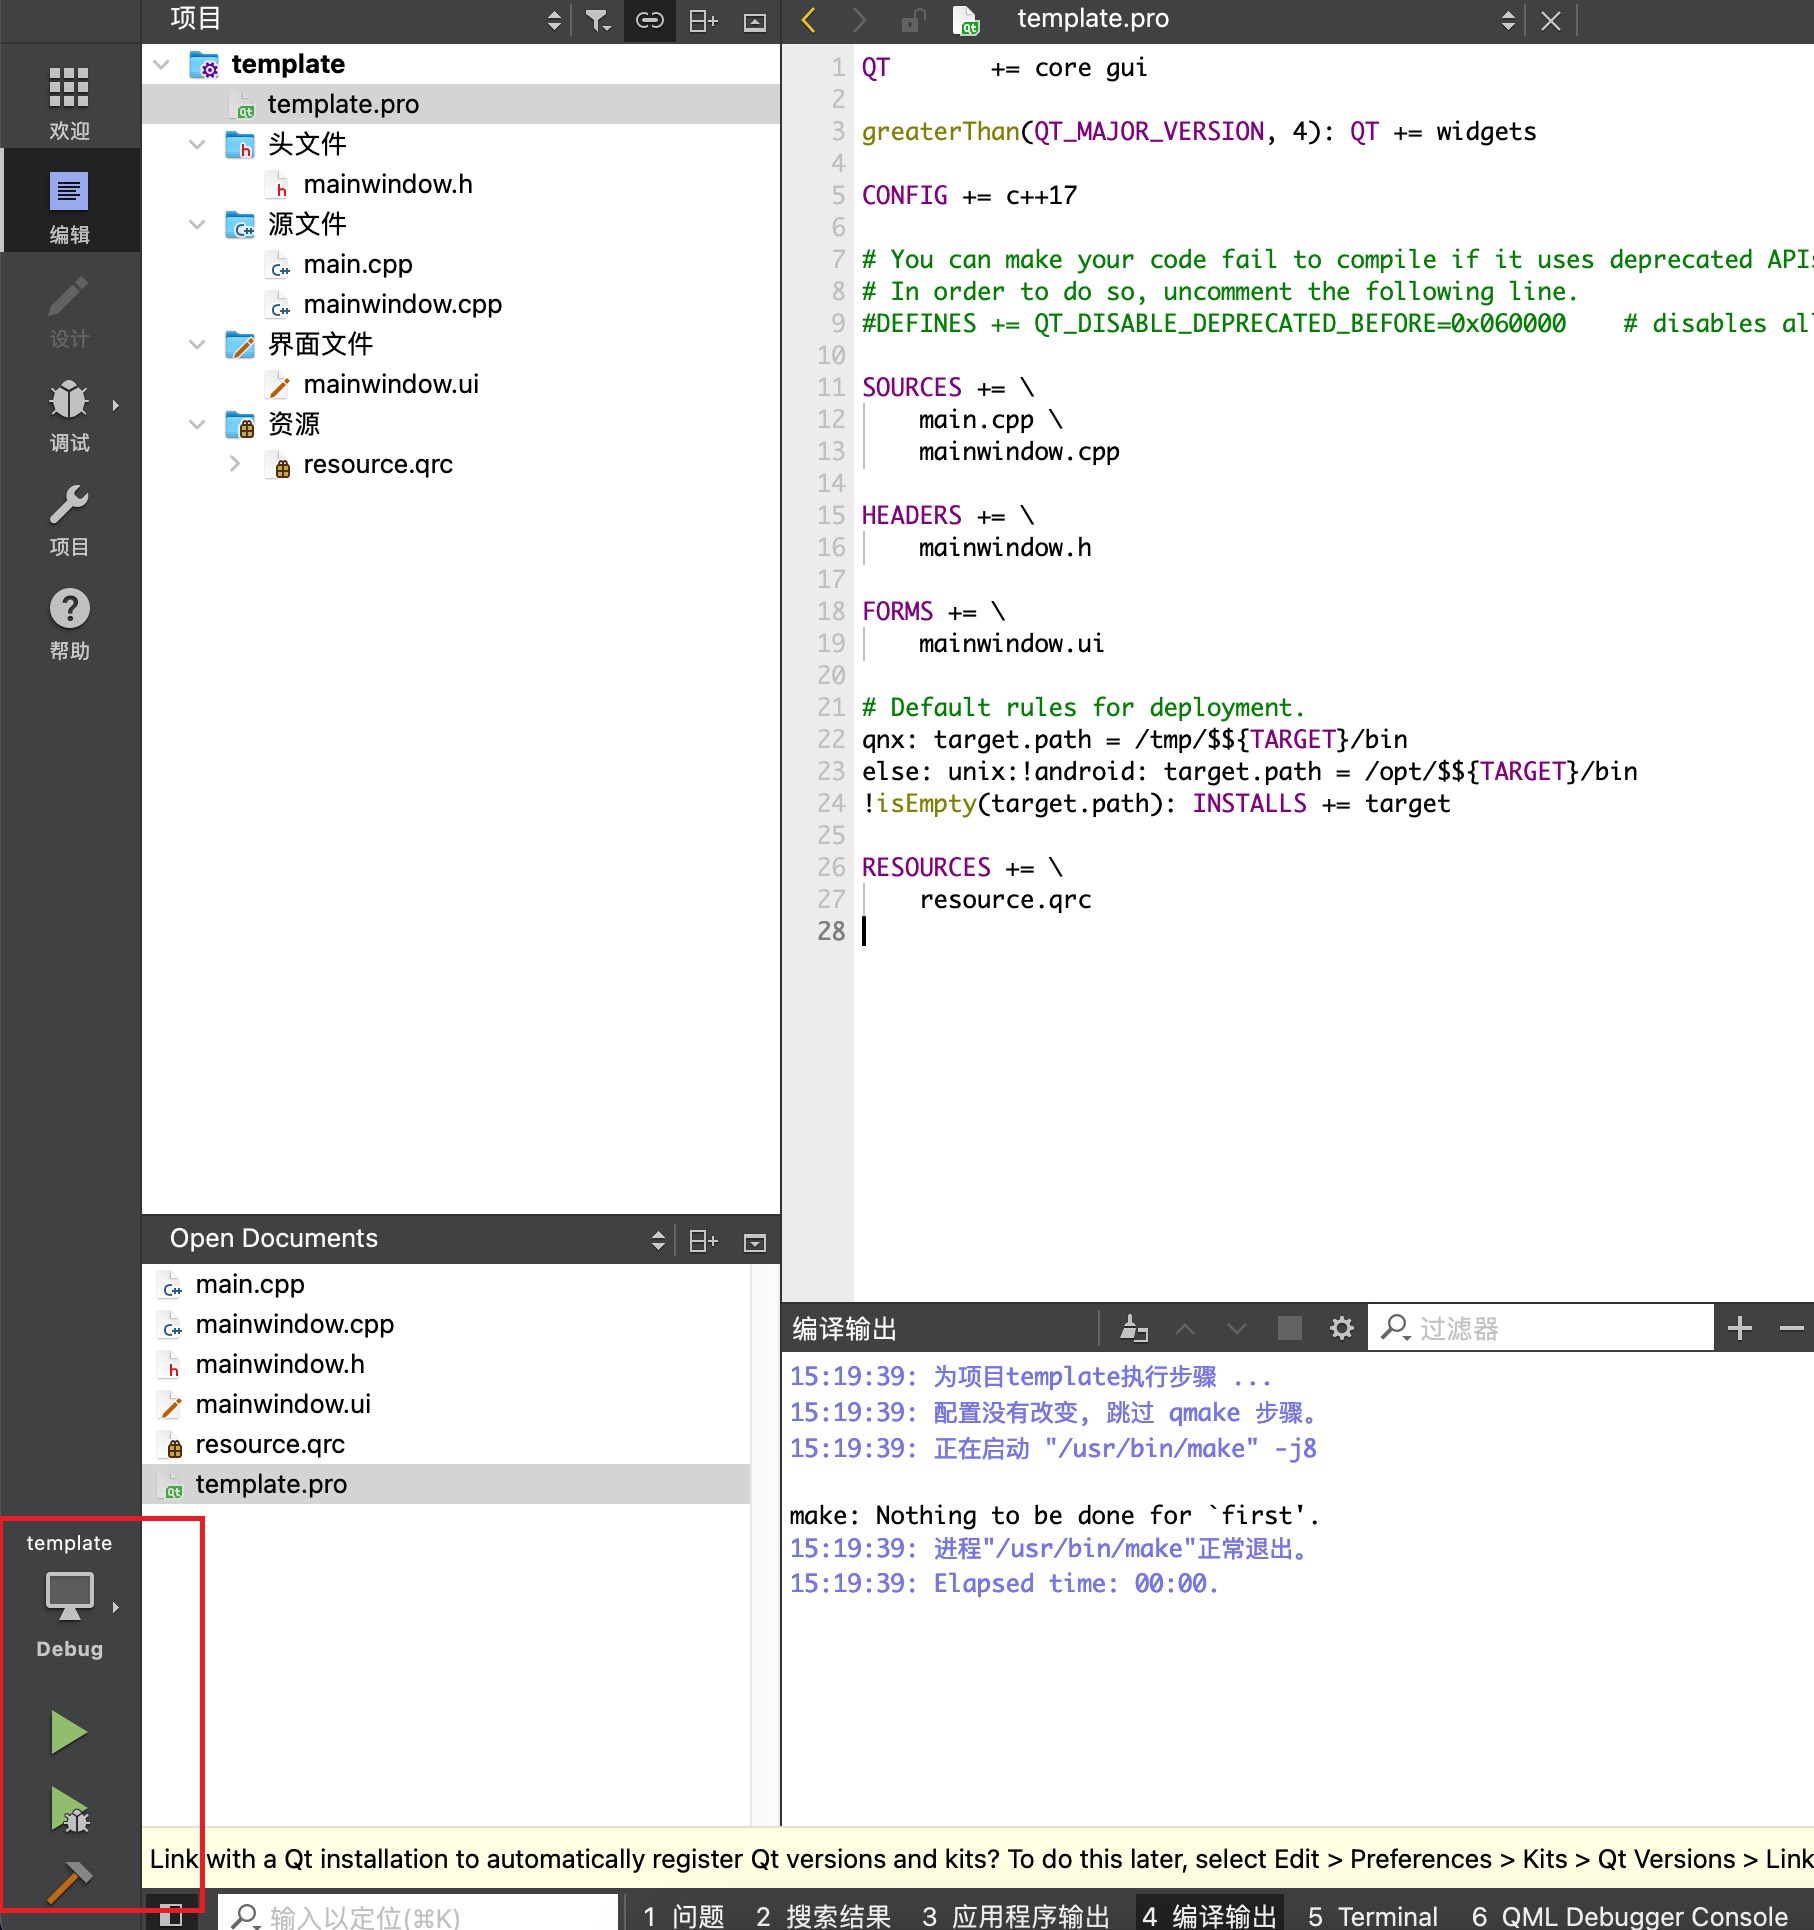 项目
template.pro
欢迎
编辑
设计
调试
项目
帮助
template
template.pro
头文件
mainwindow.h
源文件
main.cpp
mainwindow.cpp
界面文件
mainwindow.ui
资源
resource.qrc
1 QT       += core gui
2
3 greaterThan(QT_MAJOR_VERSION, 4): QT += widgets
4
5 CONFIG += c++17
6
7 # You can make your code fail to compile if it uses deprecated APIs
8 # In order to do so, uncomment the following line.
9 #DEFINES += QT_DISABLE_DEPRECATED_BEFORE=0x060000    # disables all
10
11 SOURCES += \
12     main.cpp \
13     mainwindow.cpp
14
15 HEADERS += \
16     mainwindow.h
17
18 FORMS += \
19     mainwindow.ui
20
21 # Default rules for deployment.
22 qnx: target.path = /tmp/$${TARGET}/bin
23 else: unix:!android: target.path = /opt/$${TARGET}/bin
24 !isEmpty(target.path): INSTALLS += target
25
26 RESOURCES += \
27     resource.qrc
28
Open Documents
main.cpp
mainwindow.cpp
mainwindow.h
mainwindow.ui
resource.qrc
template.pro
编译输出
过滤器
15:19:39: 为项目template执行步骤 ...
15:19:39: 配置没有改变, 跳过 qmake 步骤。
15:19:39: 正在启动 "/usr/bin/make" -j8
make: Nothing to be done for `first'.
15:19:39: 进程"/usr/bin/make"正常退出。
15:19:39: Elapsed time: 00:00.
template
Debug
Link with a Qt installation to automatically register Qt versions and kits? To do this later, select Edit > Preferences > Kits > Qt Versions > Link
输入以定位(⌘K)
1 问题 2 搜索结果 3 应用程序输出 4 编译输出 5 Terminal 6 QML Debugger Console